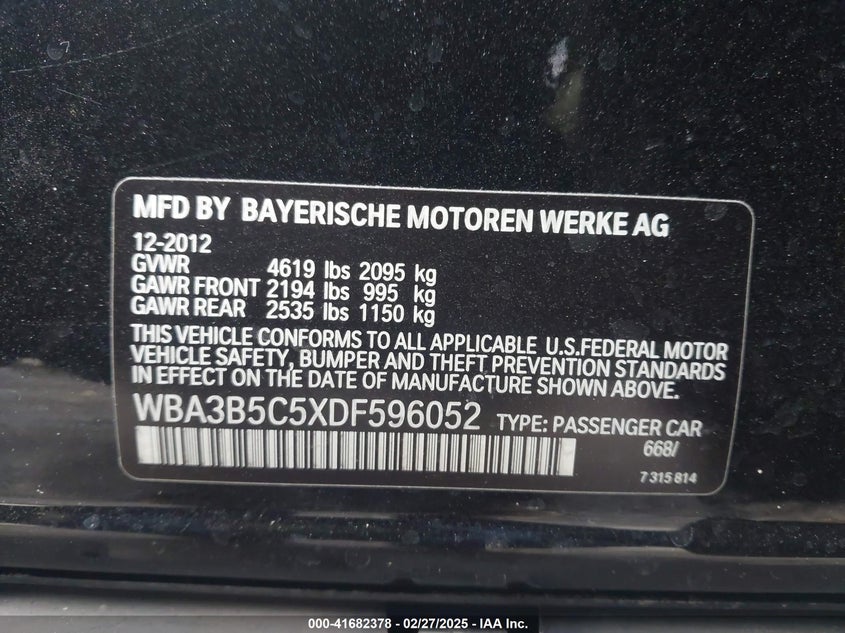 MFD BY BAYERISCHE MOTOREN WERKE AG
12-2012
GVWR 4619 lbs 2095 kg
GAWR FRONT 2194 lbs 995 kg
GAWR REAR 2535 lbs 1150 kg
THIS VEHICLE CONFORMS TO ALL APPLICABLE U.S.FEDERAL MOTOR
VEHICLE SAFETY, BUMPER AND THEFT PREVENTION STANDARDS
IN EFFECT ON THE DATE OF MANUFACTURE SHOWN ABOVE.
WBA3B5C5XDF596052 TYPE: PASSENGER CAR
668/
7 315 814
000-41682378 - 02/27/2025 - IAA Inc.